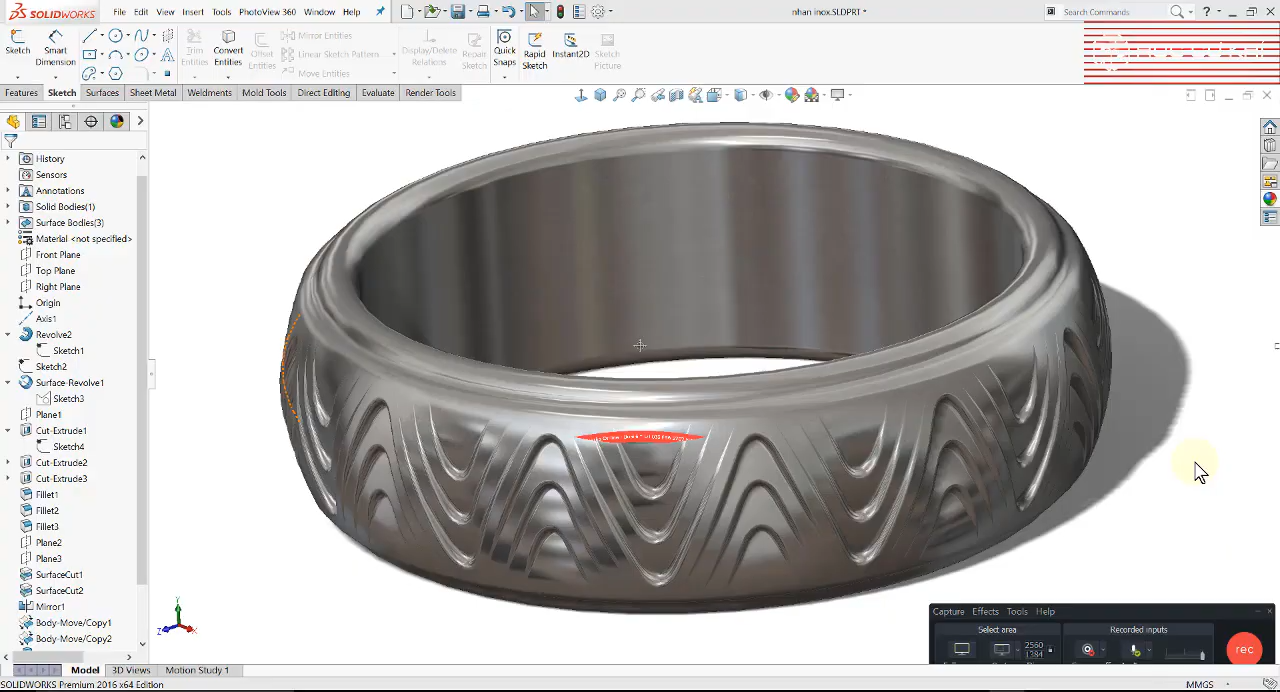 SOLIDWORKS File Edit View Insert Tools PhotoView 360 Window Help nhan inox.SLDPRT * Search Commands
Sketch Smart Dimension Trim Entities Convert Entities Offset Entities Mirror Entities Linear Sketch Pattern Move Entities Display/Delete Relations Repair Sketch Quick Snaps Rapid Sketch Instant2D Sketch Picture
Features Sketch Surfaces Sheet Metal Weldments Mold Tools Direct Editing Evaluate Render Tools
History
Sensors
Annotations
Solid Bodies(1)
Surface Bodies(3)
Material <not specified>
Front Plane
Top Plane
Right Plane
Origin
Axis1
Revolve2
Sketch1
Sketch2
Surface-Revolve1
Sketch3
Plane1
Cut-Extrude1
Sketch4
Cut-Extrude2
Cut-Extrude3
Fillet1
Fillet2
Fillet3
Plane2
Plane3
SurfaceCut1
SurfaceCut2
Mirror1
Body-Move/Copy1
Body-Move/Copy2
Capture Effects Tools Help
Select area Recorded inputs
2560
1384
rec
Model 3D Views Motion Study 1
SOLIDWORKS Premium 2016 x64 Edition MMGS